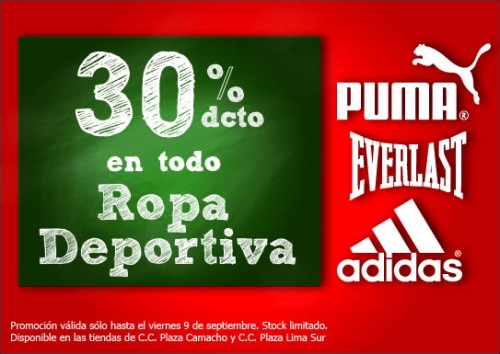 30% dcto
en todo
Ropa
Deportiva
PUMA®
EVERLAST
adidas®
Promoción válida sólo hasta el viernes 9 de septiembre. Stock limitado.
Disponible en las tiendas de C.C. Plaza Camacho y C.C. Plaza Lima Sur